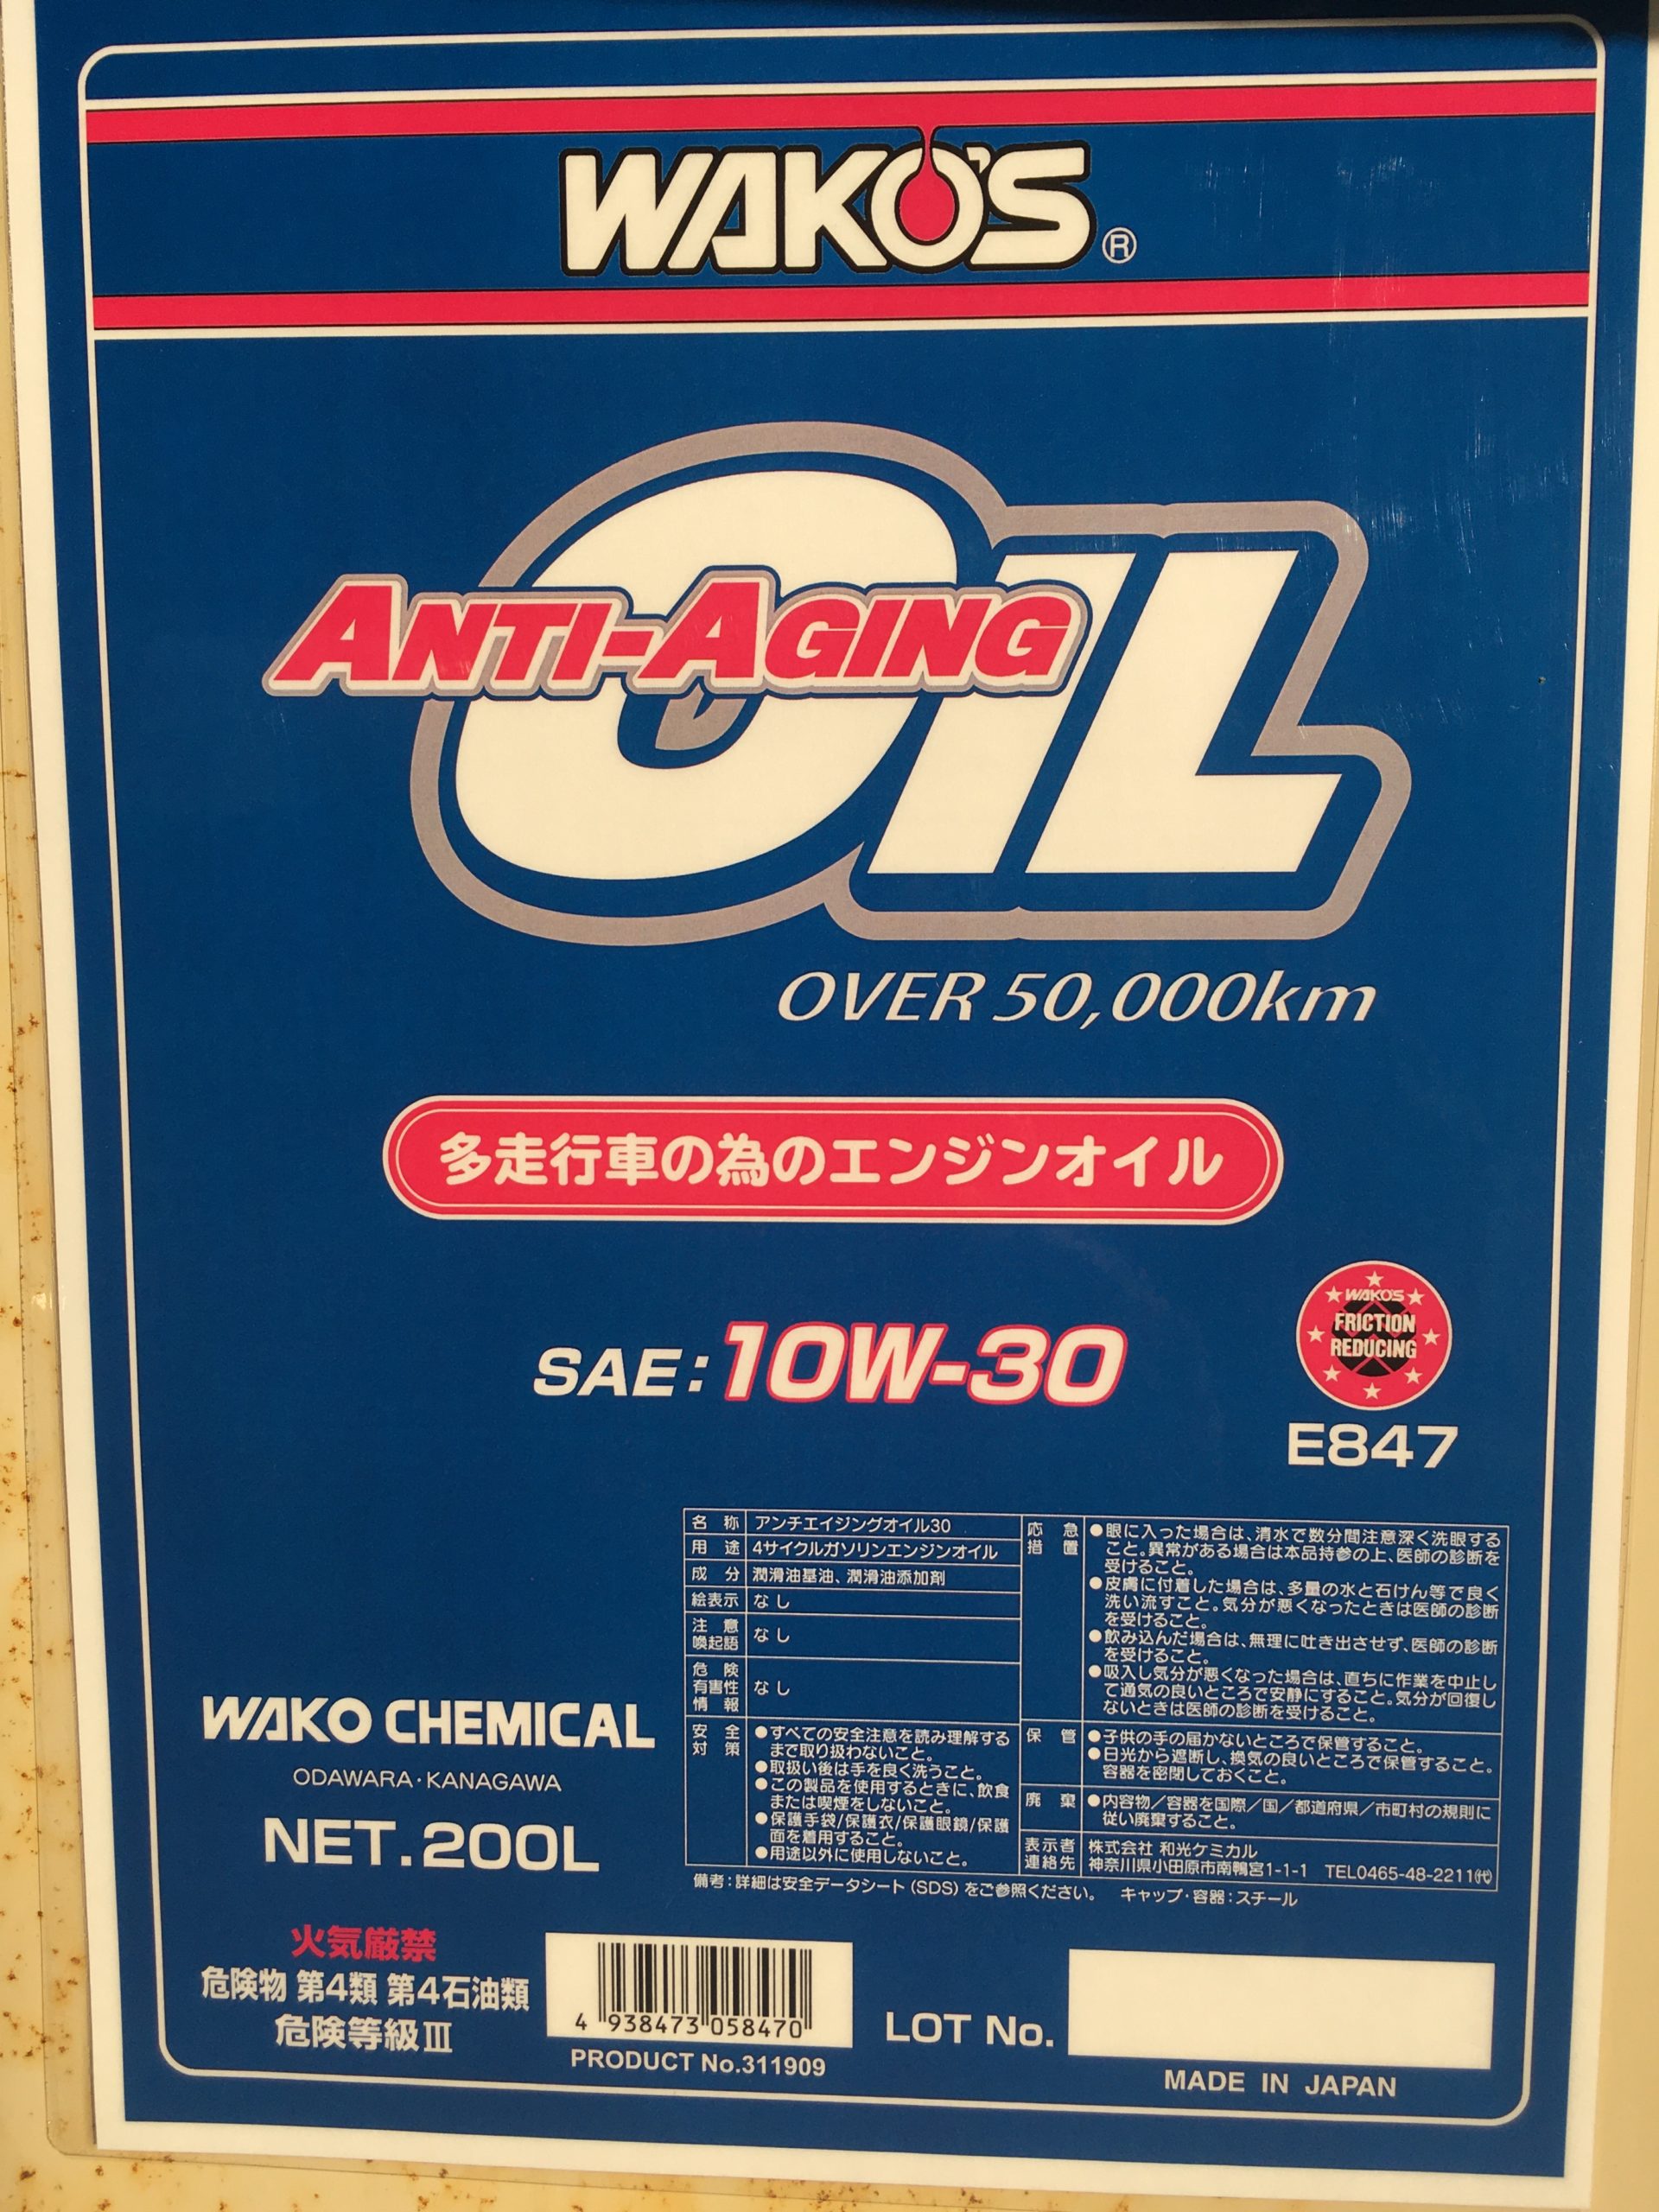 WAKO'S®
ANTI-AGING
OIL
OVER 50,000km
多走行車の為のエンジンオイル
SAE:10W-30
WAKO'S
FRICTION
REDUCING
E847
名 称 アンチエイジングオイル30
用 途 4サイクルガソリンエンジンオイル
成 分 潤滑油基油、潤滑油添加剤
絵表示 なし
注 意
喚起語 なし
危 険
有害性 なし
情 報
安 全
対 策
●すべての安全注意を読み理解する
まで取り扱わないこと。
●取扱い後は手を良く洗うこと。
●この製品を使用するときに、飲食
または喫煙をしないこと。
●保護手袋/保護衣/保護眼鏡/保護
面を着用すること。
●用途以外に使用しないこと。
応 急
措 置
●眼に入った場合は、清水で数分間注意深く洗眼する
こと。異常がある場合は本品持参の上、医師の診断を
受けること。
●皮膚に付着した場合は、多量の水と石けん等で良く
洗い流すこと。気分が悪くなったときは医師の診断
を受けること。
●飲み込んだ場合は、無理に吐き出させず、医師の診断
を受けること。
●吸入し気分が悪くなった場合は、直ちに作業を中止し
て通気の良いところで安静にすること。気分が回復し
ないときは医師の診断を受けること。
保 管
●子供の手の届かないところで保管すること。
●日光から遮断し、換気の良いところで保管すること。
容器を密閉しておくこと。
廃 棄
●内容物／容器を国際／国／都道府県／市町村の規則に
従い廃棄すること。
表示者
連絡先
株式会社 和光ケミカル
神奈川県小田原市南鴨宮1-1-1 TEL0465-48-2211㈹
備考：詳細は安全データシート（SDS）をご参照ください。 キャップ・容器：スチール
WAKO CHEMICAL
ODAWARA・KANAGAWA
NET.200L
火気厳禁
危険物 第4類 第4石油類
危険等級Ⅲ
4 938473 058470
PRODUCT No.311909
LOT No.
MADE IN JAPAN